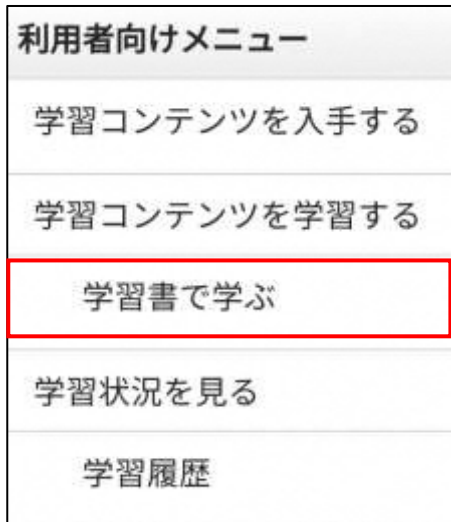 利用者向けメニュー
学習コンテンツを入手する
学習コンテンツを学習する
学習書で学ぶ
学習状況を見る
学習履歴